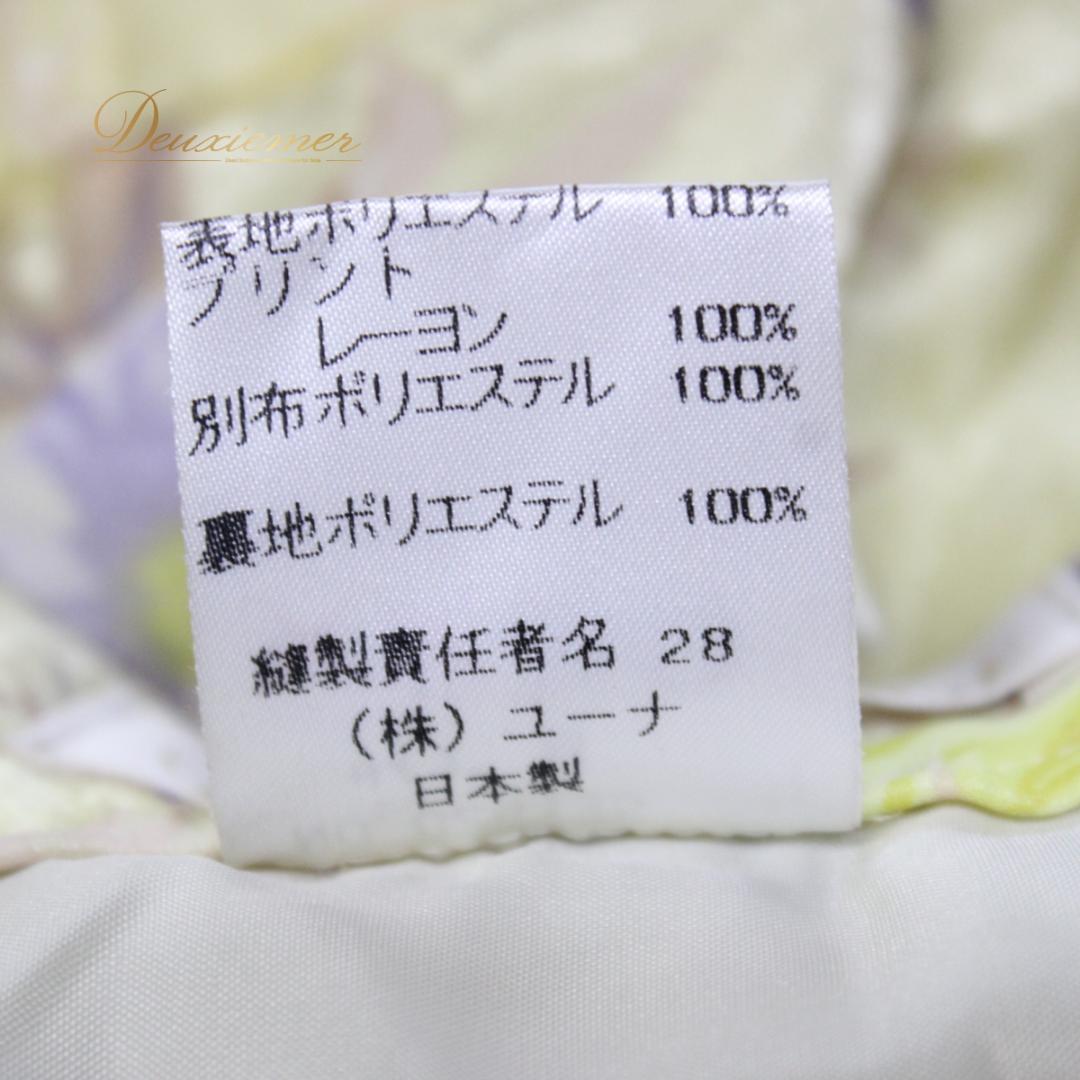 Deuxiemer
表地ポリエステル 100%
プリント
レーヨン 100%
別布ポリエステル 100%
裏地ポリエステル 100%
縫製責任者名 28
(株) ユーナ
日本製